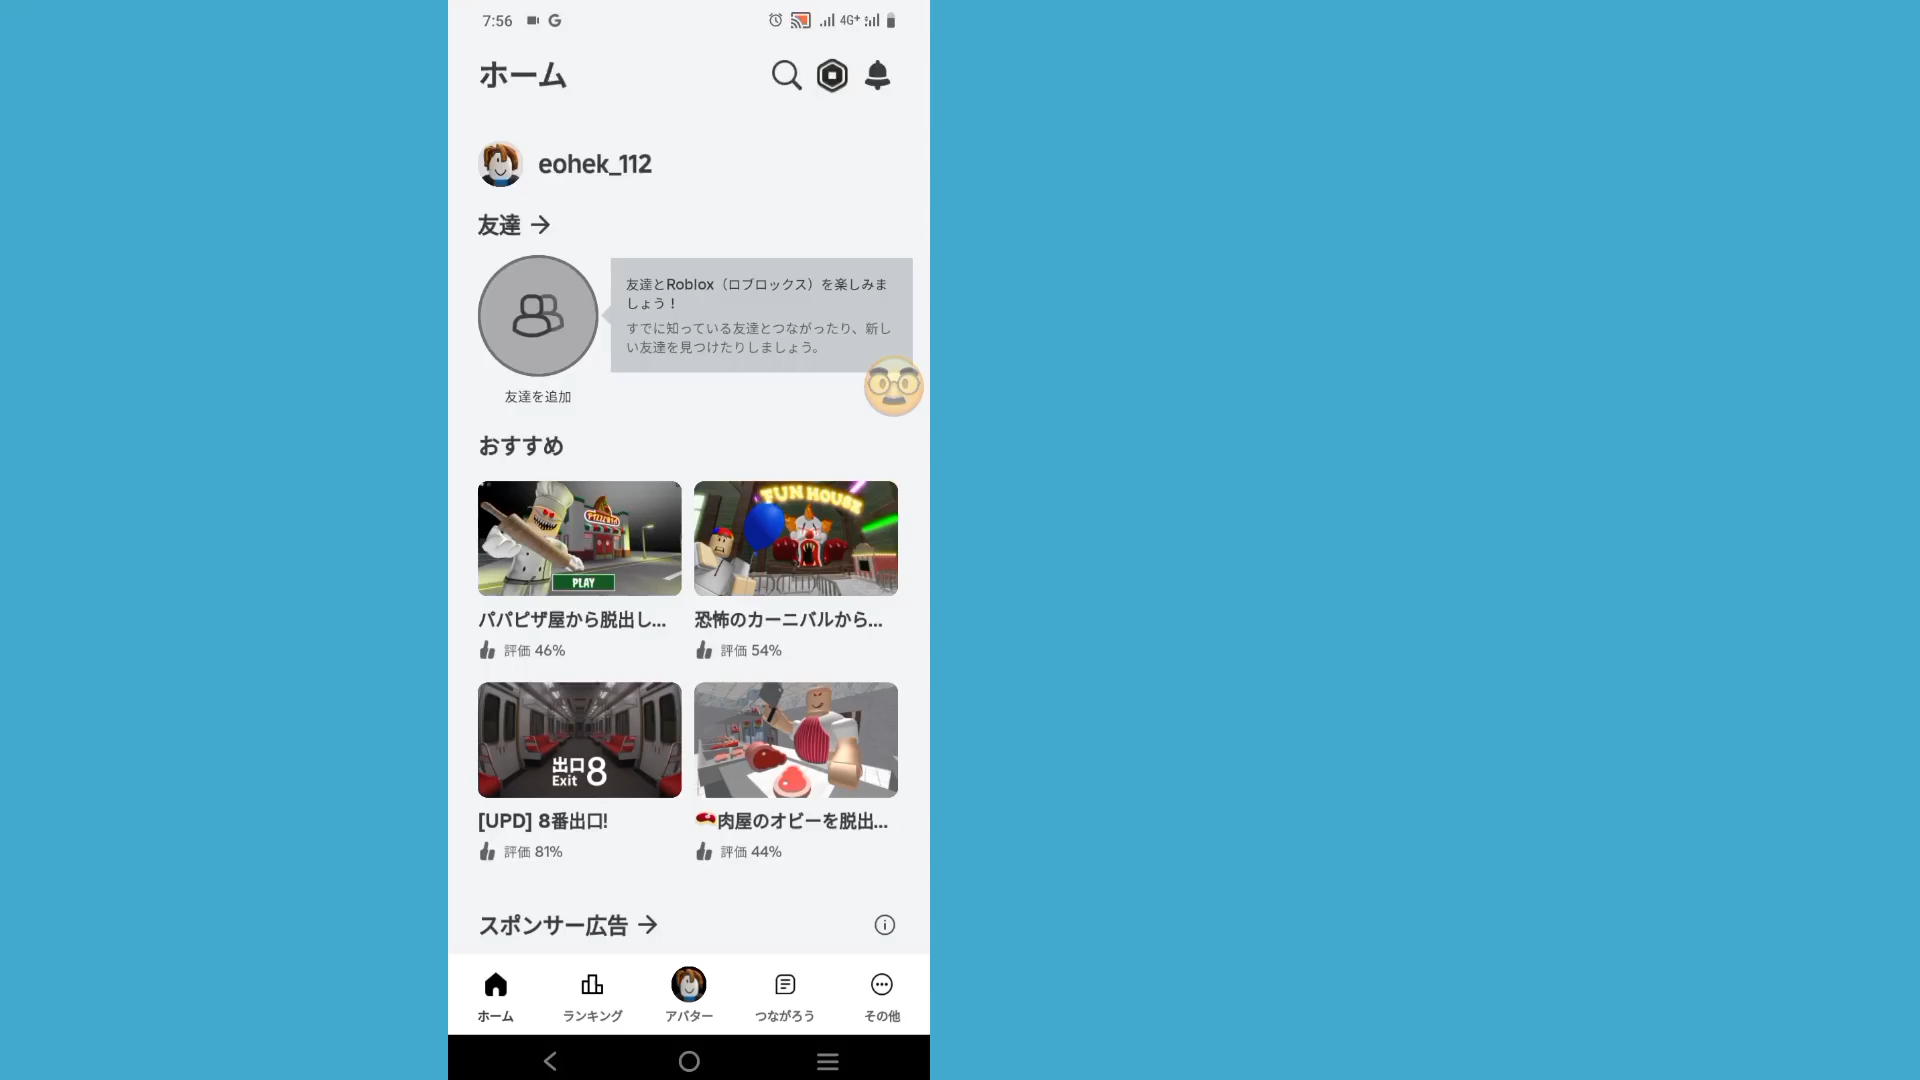 7:56
4G+
ホーム
eohek_112
友達
友達とRoblox（ロブロックス）を楽しみま
しょう！
すでに知っている友達とつながったり、新し
い友達を見つけたりしましょう。
友達を追加
おすすめ
PIZZERIA
PLAY
FUN HOUSE
パパピザ屋から脱出し...
恐怖のカーニバルから...
評価 46%
評価 54%
出口 8
Exit
[UPD] 8番出口!
肉屋のオビーを脱出...
評価 81%
評価 44%
スポンサー広告
ホーム
ランキング
アバター
つながろう
その他